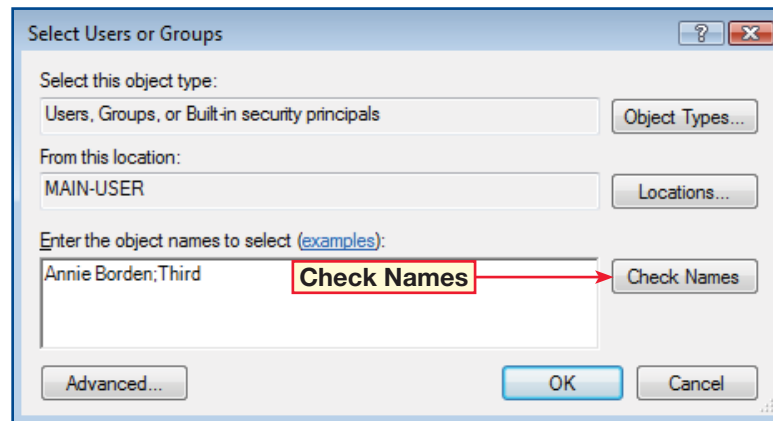 Select Users or Groups
Select this object type:
Users, Groups, or Built-in security principals
Object Types...
From this location:
MAIN-USER
Locations...
Enter the object names to select (examples):
Annie Borden;Third
Check Names
Check Names
Advanced...
OK
Cancel